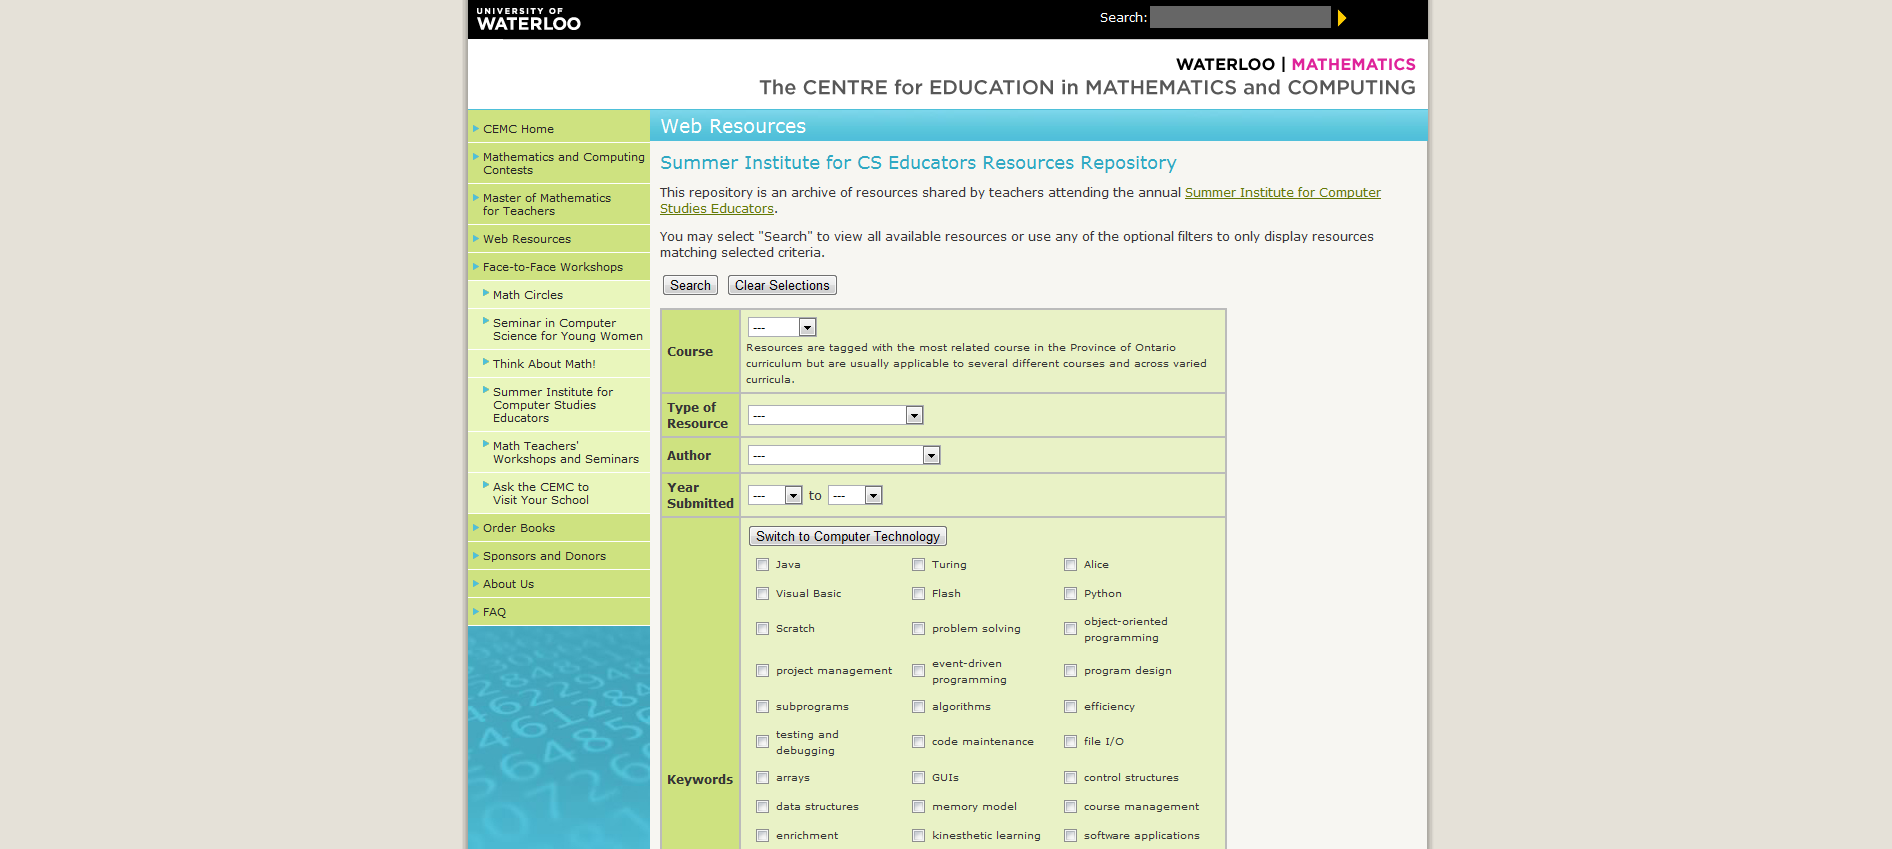 UNIVERSITY OF
WATERLOO
Search:
WATERLOO | MATHEMATICS
The CENTRE for EDUCATION in MATHEMATICS and COMPUTING
CEMC Home
Mathematics and Computing
Contests
Master of Mathematics
for Teachers
Web Resources
Face-to-Face Workshops
Math Circles
Seminar in Computer
Science for Young Women
Think About Math!
Summer Institute for
Computer Studies
Educators
Math Teachers'
Workshops and Seminars
Ask the CEMC to
Visit Your School
Order Books
Sponsors and Donors
About Us
FAQ
Web Resources
Summer Institute for CS Educators Resources Repository
This repository is an archive of resources shared by teachers attending the annual Summer Institute for Computer
Studies Educators.
You may select "Search" to view all available resources or use any of the optional filters to only display resources
matching selected criteria.
Search Clear Selections
Course
---
Resources are tagged with the most related course in the Province of Ontario
curriculum but are usually applicable to several different courses and across varied
curricula.
Type of
Resource
---
Author
---
Year
Submitted
--- to ---
Keywords
Switch to Computer Technology
Java Turing Alice
Visual Basic Flash Python
Scratch problem solving object-oriented
programming
project management event-driven
programming program design
subprograms algorithms efficiency
testing and
debugging code maintenance file I/O
arrays GUIs control structures
data structures memory model course management
enrichment kinesthetic learning software applications